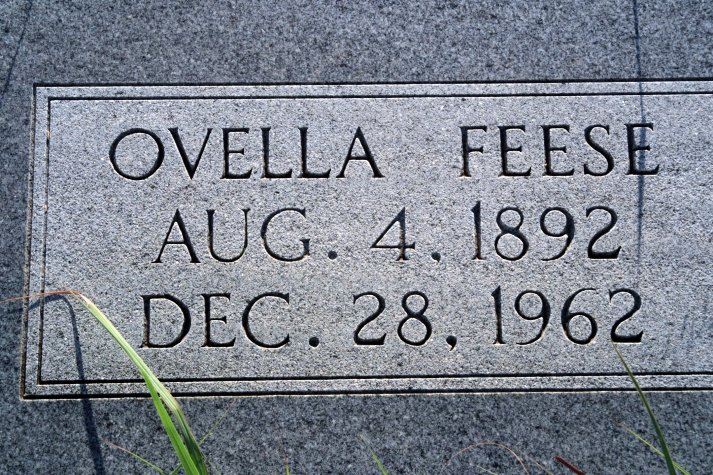 OVELLA FEESE
AUG. 4, 1892
DEC. 28, 1962